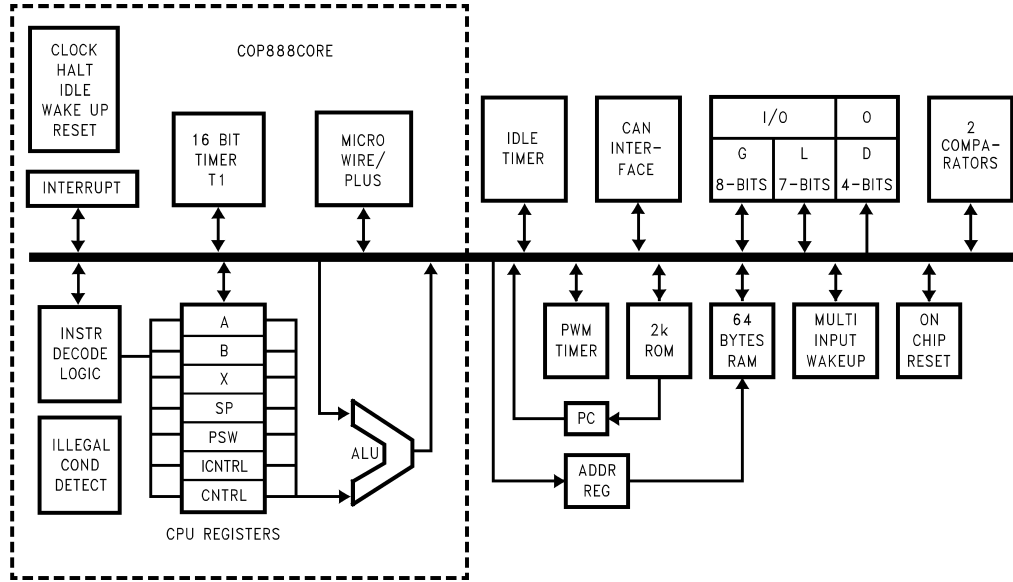 CLOCK
HALT
IDLE
WAKE UP
RESET
COP888CORE
INTERRUPT
16 BIT
TIMER
T1
MICRO
WIRE/
PLUS
IDLE
TIMER
CAN
INTER-
FACE
I/O
O
G
8-BITS
L
7-BITS
D
4-BITS
2
COMPA-
RATORS
INSTR
DECODE
LOGIC
ILLEGAL
COND
DETECT
A
B
X
SP
PSW
ICNTRL
CNTRL
CPU REGISTERS
ALU
PWM
TIMER
2k
ROM
64
BYTES
RAM
MULTI
INPUT
WAKEUP
ON
CHIP
RESET
PC
ADDR
REG